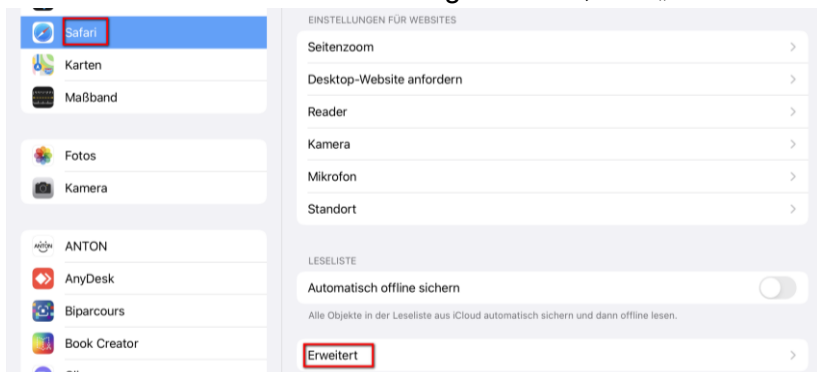 Safari
Karten
Maßband
Fotos
Kamera
ANTON
AnyDesk
Biparcours
Book Creator
EINSTELLUNGEN FÜR WEBSITES
Seitenzoom
Desktop-Website anfordern
Reader
Kamera
Mikrofon
Standort
LESELISTE
Automatisch offline sichern
Alle Objekte in der Leseliste aus iCloud automatisch sichern und dann offline lesen.
Erweitert